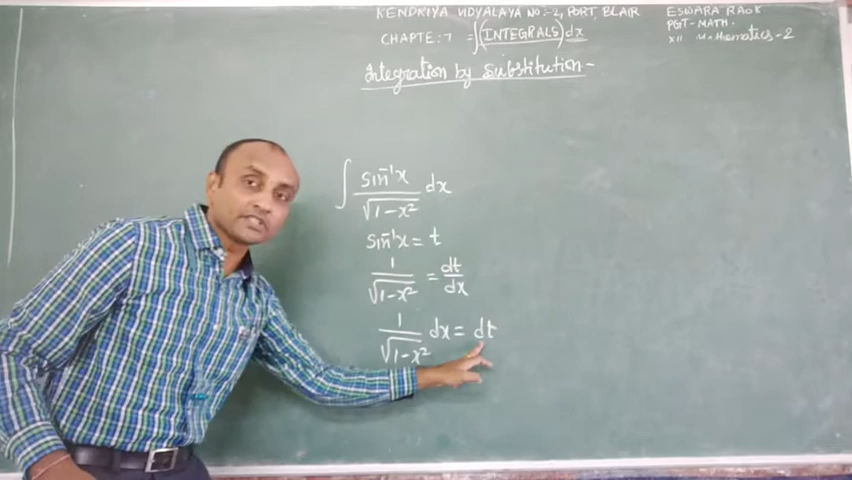 KENDRIYA VIDYALAYA NO:-2, PORT, BLAIR
ESWARA RAOK
PGT-MATH.
CHAPTE:7 =∫(INTEGRALS)dx
XII Mathematics-2
Integration by Substitution-
∫ sin⁻¹x / √1-x² dx
sin⁻¹x = t
1 / √1-x² = dt/dx
1 / √1-x² dx = dt